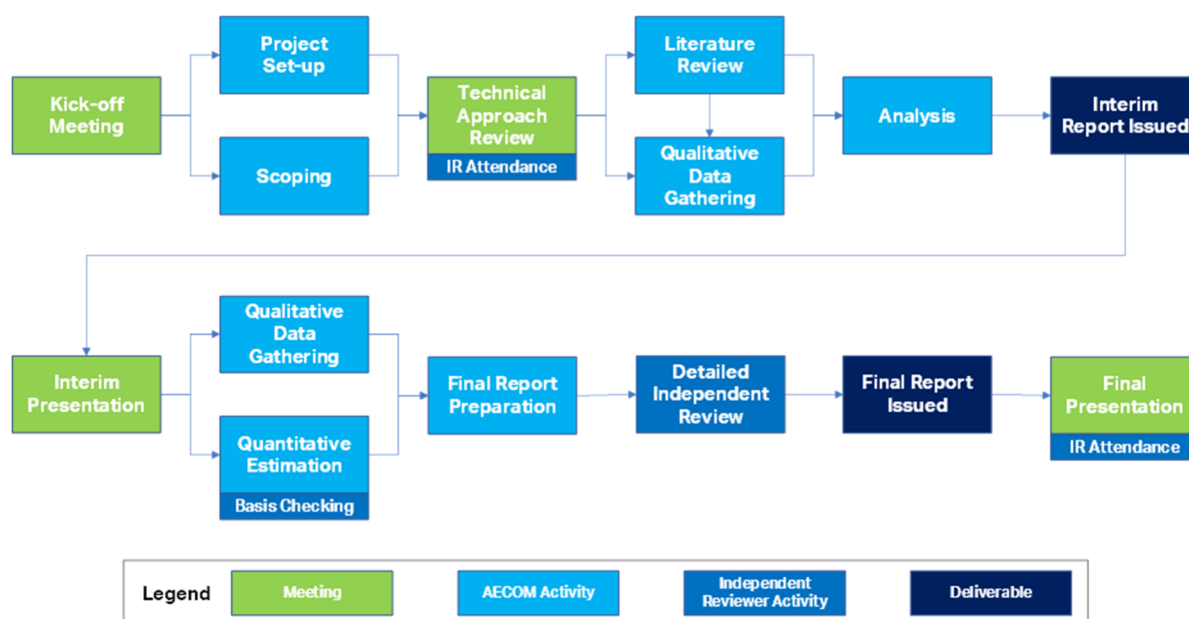 Kick-off
Meeting
Project
Set-up
Scoping
Technical
Approach
Review
IR Attendance
Literature
Review
Qualitative
Data
Gathering
Analysis
Interim
Report Issued
Interim
Presentation
Qualitative
Data
Gathering
Quantitative
Estimation
Basis Checking
Final Report
Preparation
Detailed
Independent
Review
Final Report
Issued
Final
Presentation
IR Attendance
Legend
Meeting
AECOM Activity
Independent
Reviewer Activity
Deliverable